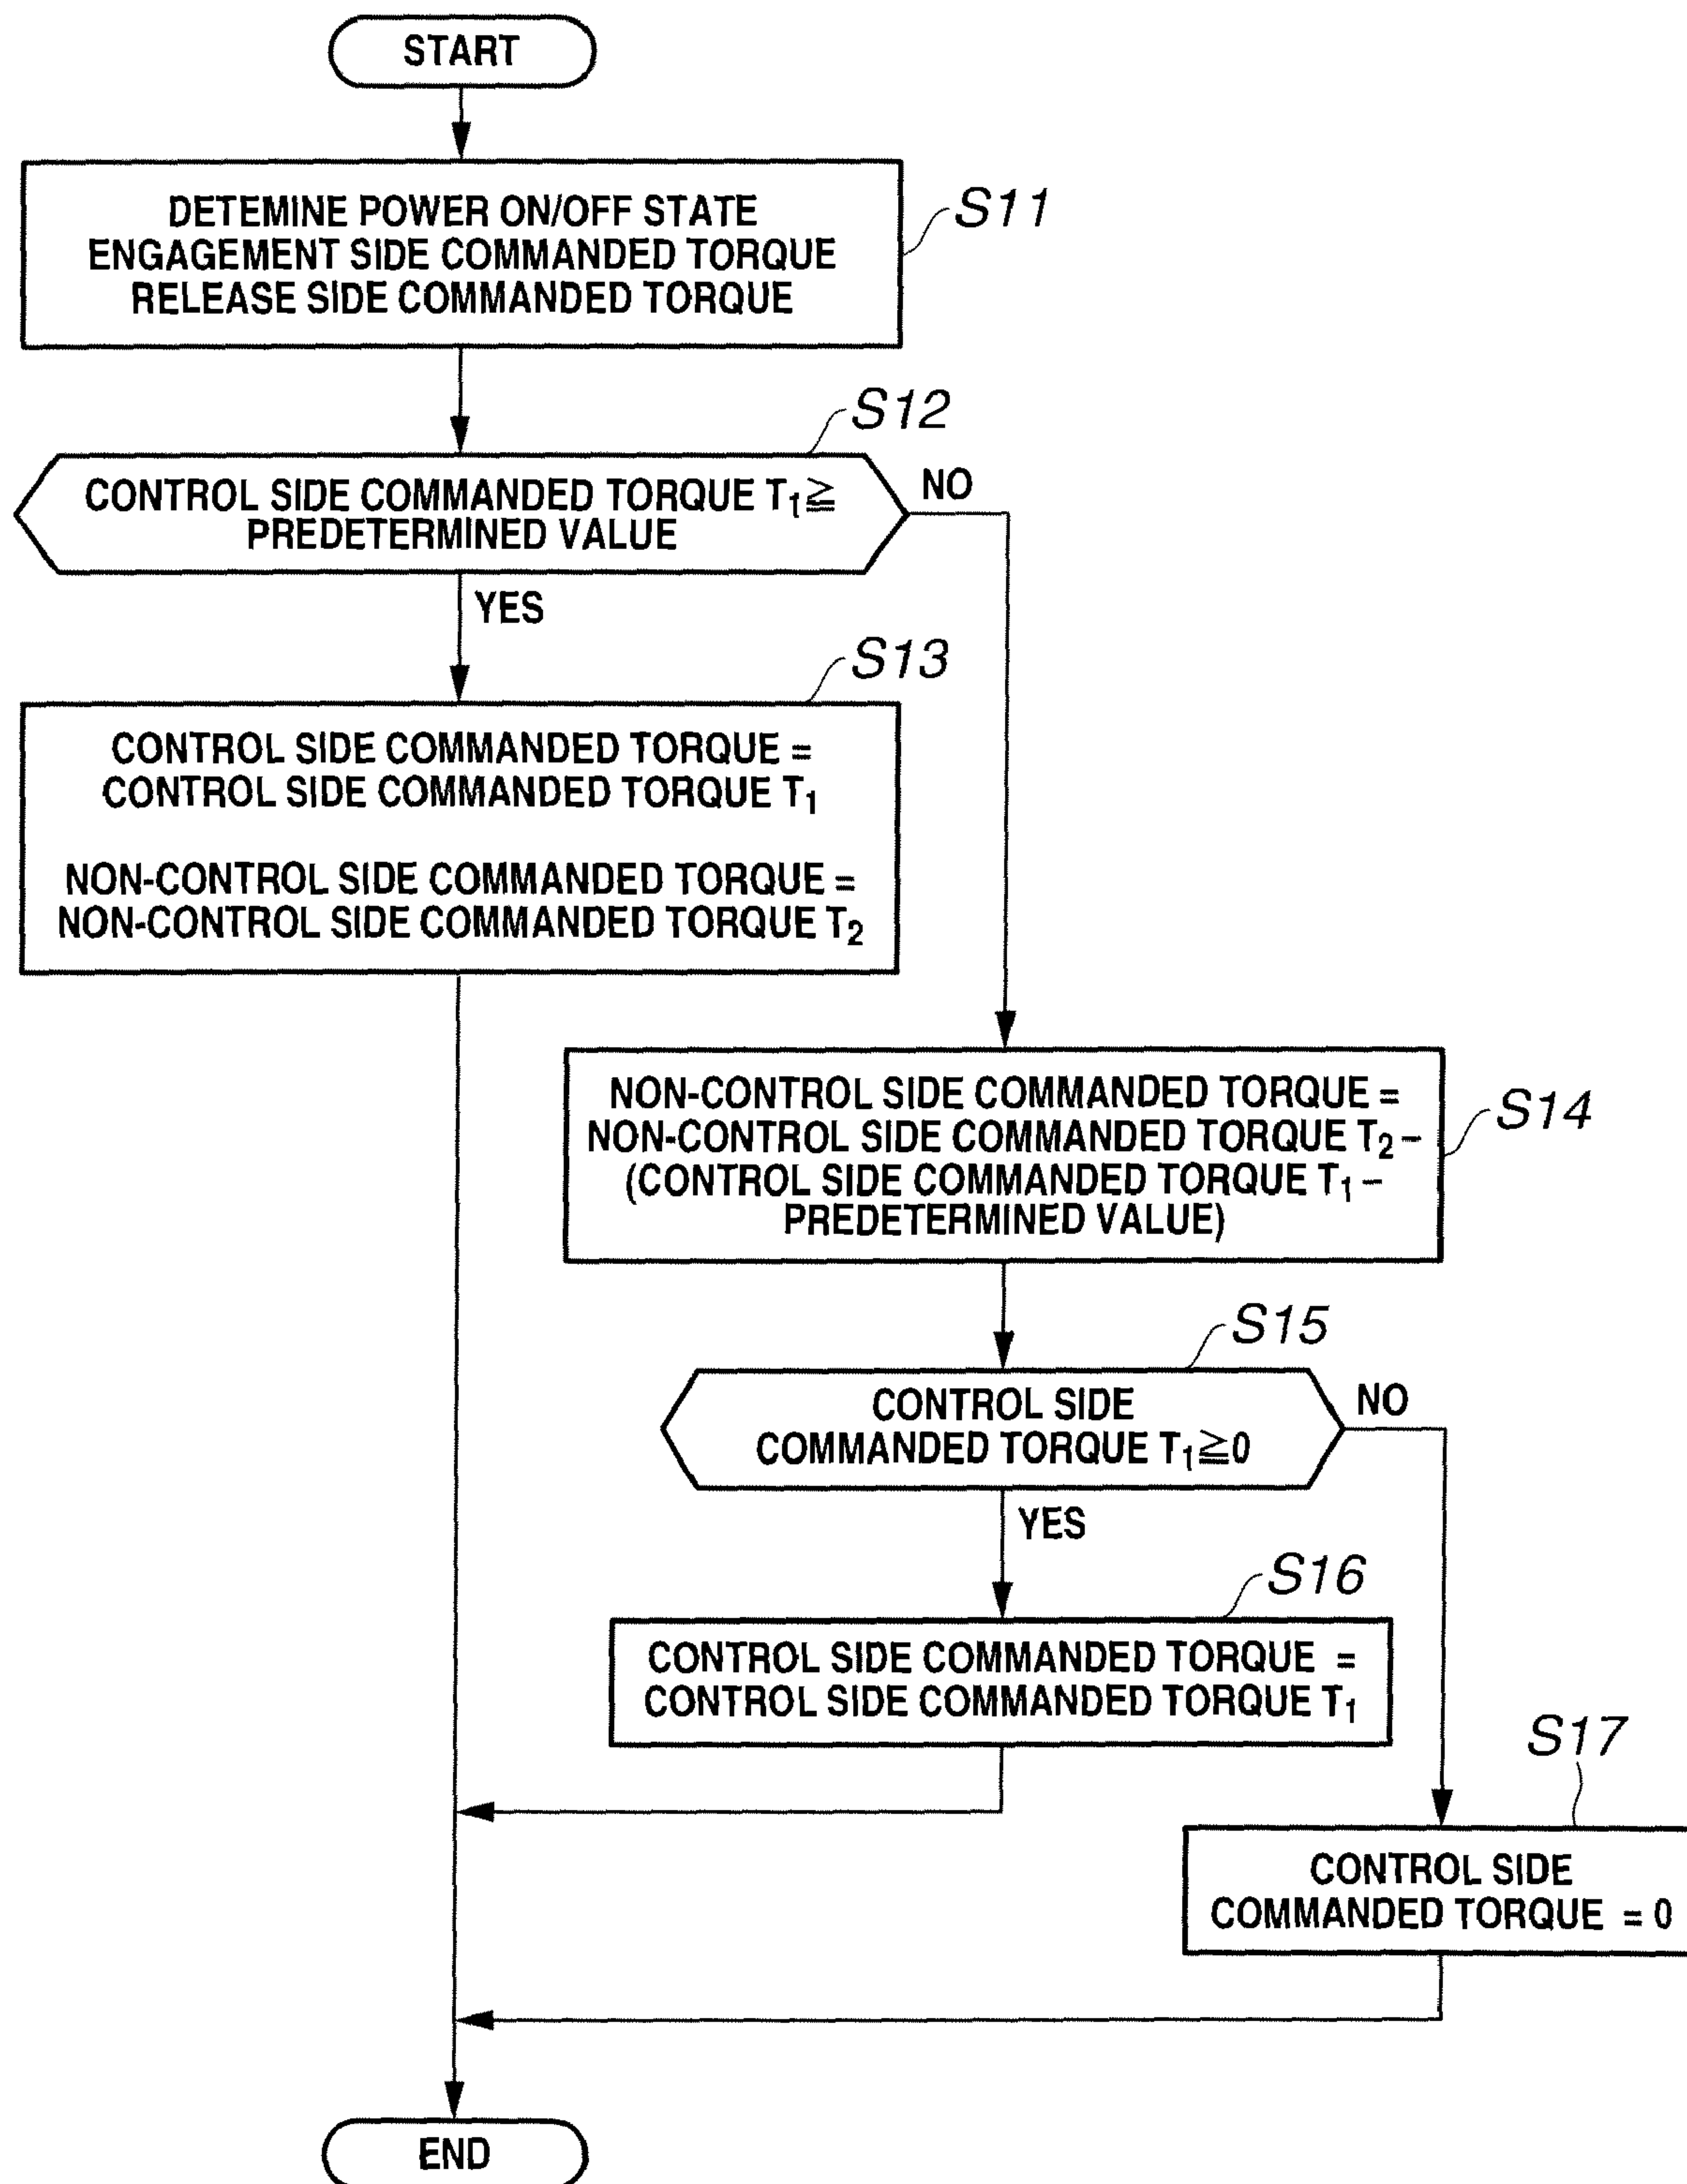 START
DETEMINE POWER ON/OFF STATE
ENGAGEMENT SIDE COMMANDED TORQUE
RELEASE SIDE COMMANDED TORQUE
S11
S12
CONTROL SIDE COMMANDED TORQUE T₁≧
PREDETERMINED VALUE
NO
YES
S13
CONTROL SIDE COMMANDED TORQUE =
CONTROL SIDE COMMANDED TORQUE T₁
NON-CONTROL SIDE COMMANDED TORQUE =
NON-CONTROL SIDE COMMANDED TORQUE T₂
NON-CONTROL SIDE COMMANDED TORQUE =
NON-CONTROL SIDE COMMANDED TORQUE T₂ –
(CONTROL SIDE COMMANDED TORQUE T₁ –
PREDETERMINED VALUE)
S14
S15
CONTROL SIDE
COMMANDED TORQUE T₁≧0
NO
YES
S16
CONTROL SIDE COMMANDED TORQUE =
CONTROL SIDE COMMANDED TORQUE T₁
S17
CONTROL SIDE
COMMANDED TORQUE = 0
END